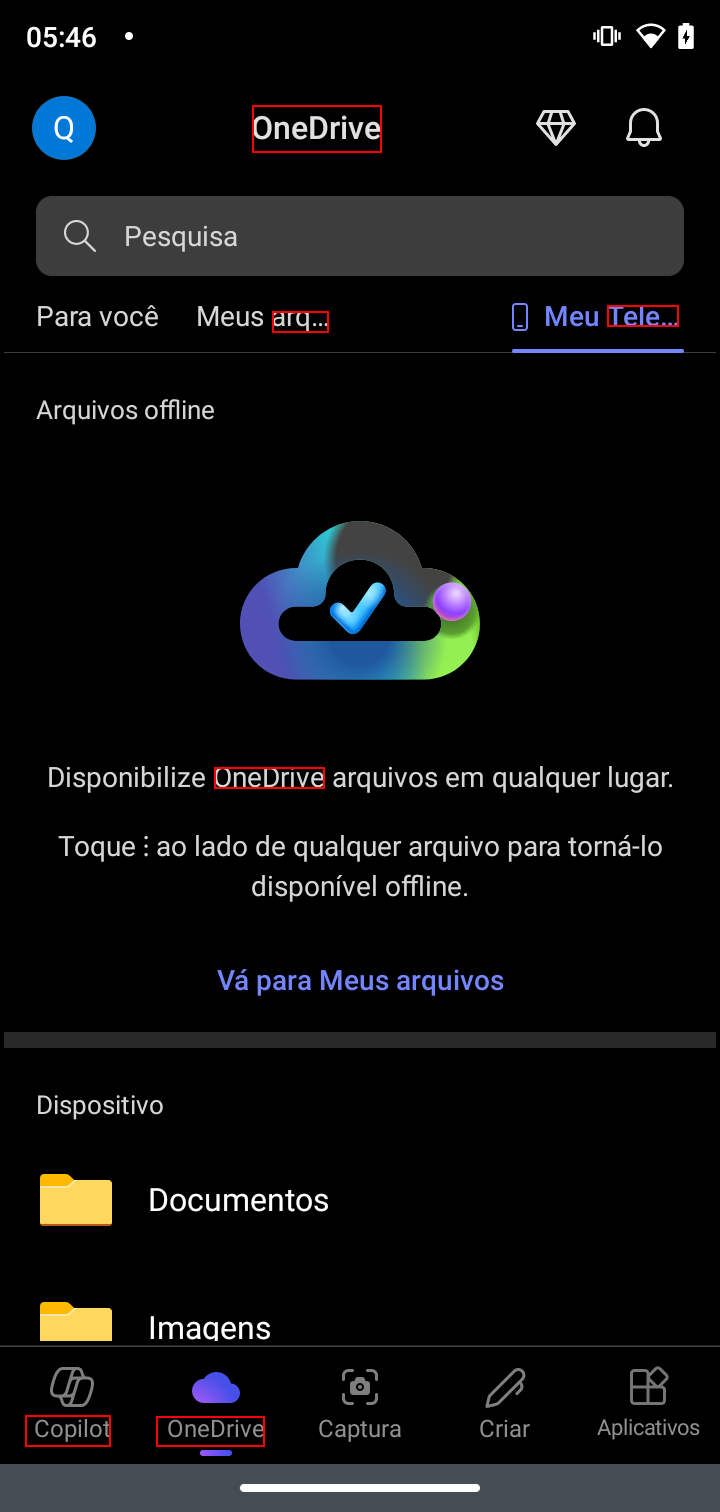 05:46
Q
OneDrive
Pesquisa
Para você
Meus arq…
Meu Tele…
Arquivos offline
Disponibilize OneDrive arquivos em qualquer lugar.
Toque ⋮ ao lado de qualquer arquivo para torná-lo
disponível offline.
Vá para Meus arquivos
Dispositivo
Documentos
Imagens
Copilot
OneDrive
Captura
Criar
Aplicativos